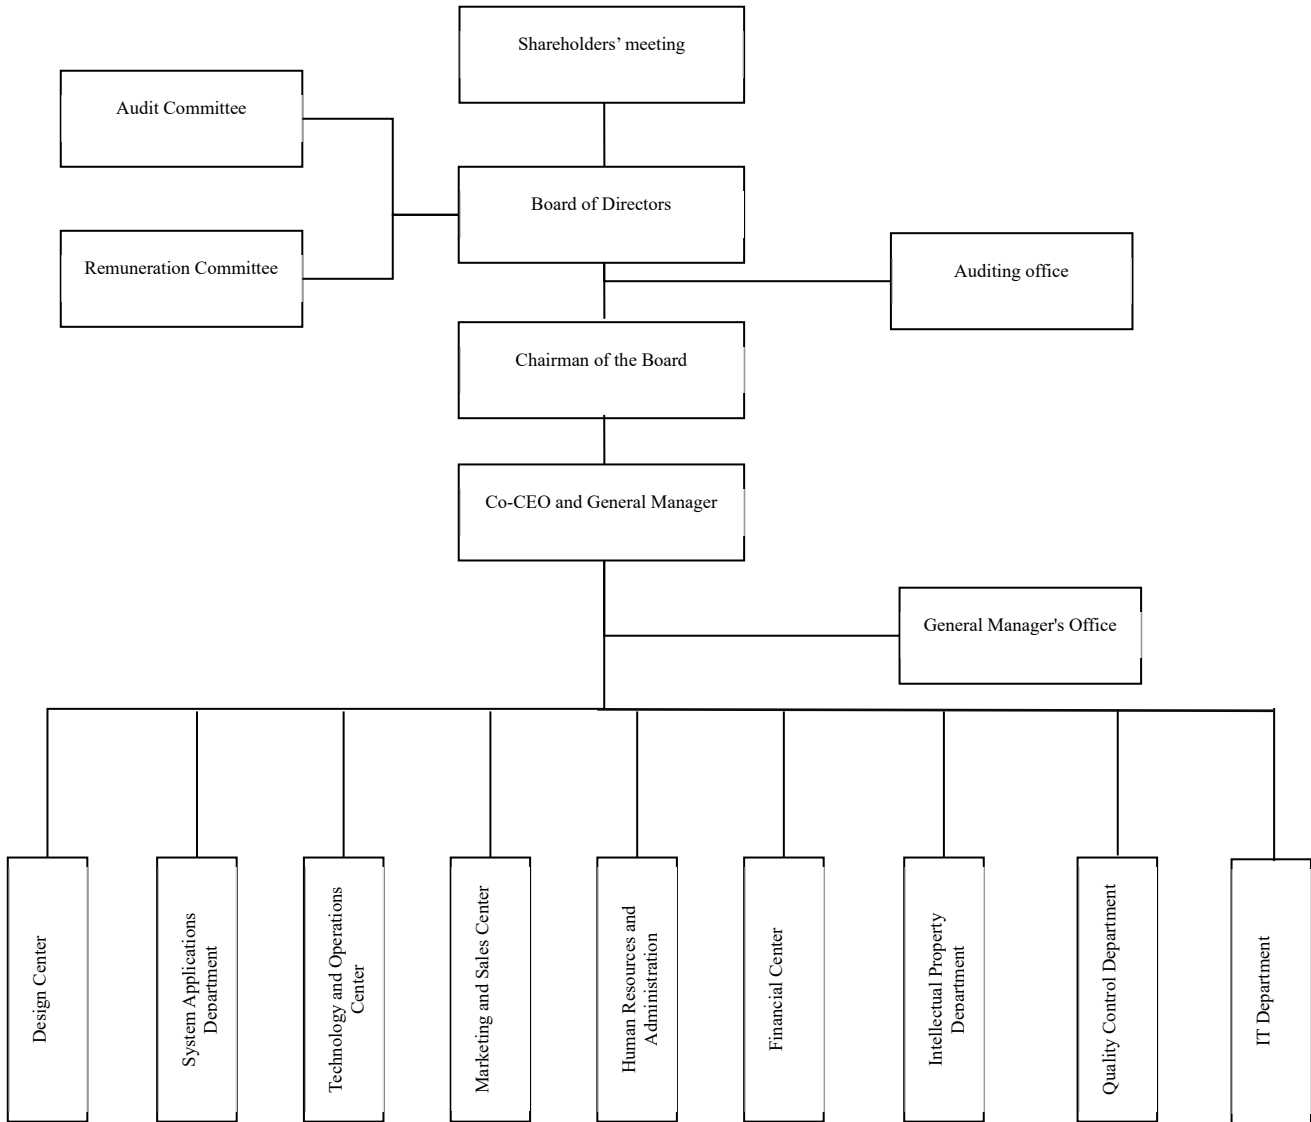 Shareholders’ meeting
Audit Committee
Board of Directors
Remuneration Committee
Auditing office
Chairman of the Board
Co-CEO and General Manager
General Manager's Office
Design Center
System Applications
Department
Technology and Operations
Center
Marketing and Sales Center
Human Resources and
Administration
Financial Center
Intellectual Property
Department
Quality Control Department
IT Department